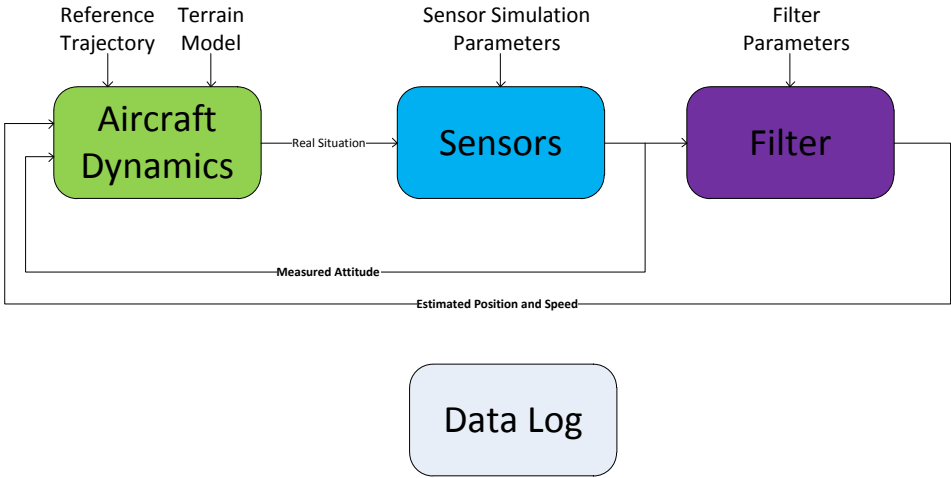 Reference
Trajectory
Terrain
Model
Sensor Simulation
Parameters
Filter
Parameters
Aircraft
Dynamics
Real Situation
Sensors
Filter
Measured Attitude
Estimated Position and Speed
Data Log